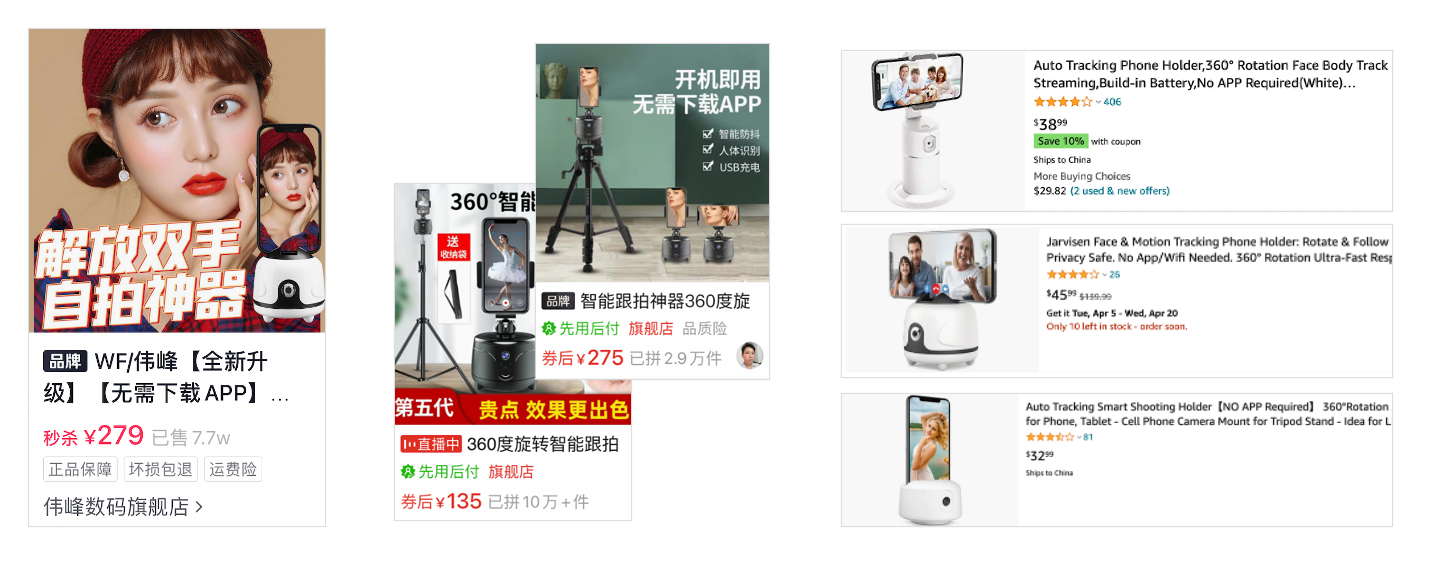 解放双手
自拍神器
品牌 WF/伟峰【全新升
级】【无需下载APP】...
秒杀 ¥279 已售7.7w
正品保障 坏损包退 运费险
伟峰数码旗舰店 >
360°智能
送
收纳袋
第五代 贵点 效果更出色
直播中 360度旋转智能跟拍
先用后付 旗舰店
券后¥135 已拼10万+件
开机即用
无需下载APP
智能防抖
人体识别
USB充电
品牌 智能跟拍神器360度旋
先用后付 旗舰店 品质险
券后¥275 已拼2.9万件
Auto Tracking Phone Holder,360° Rotation Face Body Track
Streaming,Build-in Battery,No APP Required(White)...
406
$38.99
Save 10% with coupon
Ships to China
More Buying Choices
$29.82 (2 used & new offers)
Jarvisen Face & Motion Tracking Phone Holder: Rotate & Follow
Privacy Safe. No App/Wifi Needed. 360° Rotation Ultra-Fast Resp
26
$45.99 $139.99
Get it Tue, Apr 5 - Wed, Apr 20
Only 10 left in stock - order soon.
Auto Tracking Smart Shooting Holder【NO APP Required】 360°Rotation
for Phone, Tablet - Cell Phone Camera Mount for Tripod Stand - Idea for L
81
$32.99
Ships to China